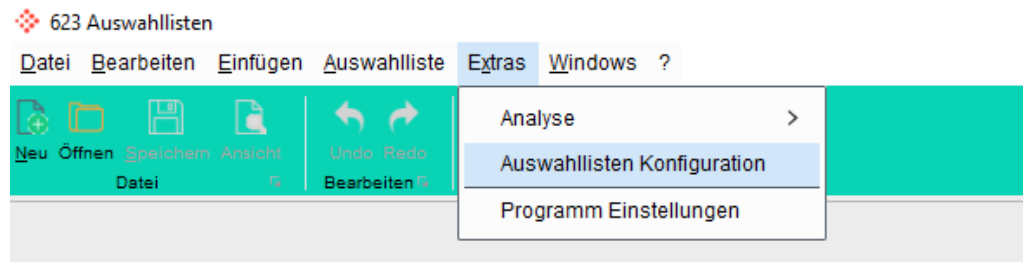 623 Auswahllisten
Datei Bearbeiten Einfügen Auswahlliste Extras Windows ?
Neu Öffnen Speichern Ansicht Undo Redo
Datei Bearbeiten
Analyse >
Auswahllisten Konfiguration
Programm Einstellungen